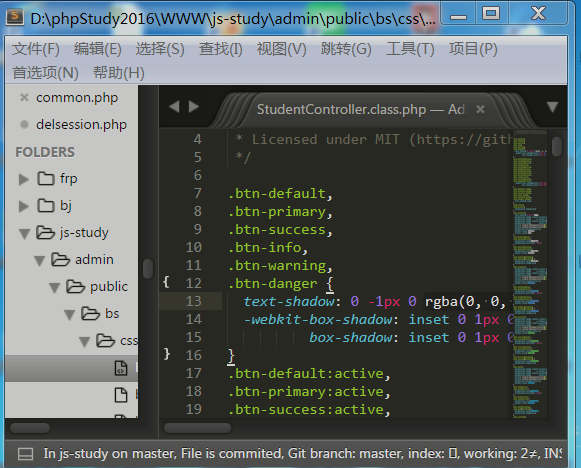 D:\phpStudy2016\WWW\js-study\admin\public\bs\css\...
文件(F) 编辑(E) 选择(S) 查找(I) 视图(V) 跳转(G) 工具(T) 项目(P)
首选项(N) 帮助(H)
common.php
delsession.php
FOLDERS
frp
bj
js-study
admin
public
bs
css
StudentController.class.php — Ad
4 * Licensed under MIT (https://gith
5 */
6
7 .btn-default,
8 .btn-primary,
9 .btn-success,
10 .btn-info,
11 .btn-warning,
{ 12 .btn-danger {
13 text-shadow: 0 -1px 0 rgba(0, 0,
14 -webkit-box-shadow: inset 0 1px 0
15 box-shadow: inset 0 1px 0
} 16 }
17 .btn-default:active,
18 .btn-primary:active,
19 .btn-success:active,
In js-study on master, File is commited, Git branch: master, index: , working: 2≠, INS